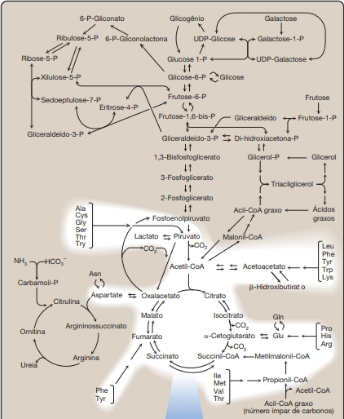 6-P-Gliconato Glicogênio Galactose
Ribulose-5-P 6-P-Gliconolactona UDP-Glicose Galactose-1-P
Ribose-5-P Glucose 1-P UDP-Galactose
Xilulose-5-P Glicose-6-P Glicose
Sedoeptulose-7-P Frutose-6-P Frutose
Eritrose-4-P Frutose-1,6-bis-P Gliceraldeído Frutose-1-P
Gliceraldeído-3-P Gliceraldeído-3-P Di-hidroxiacetona-P
1,3-Bisfosfoglicerato Glicerol-P Glicerol
3-Fosfoglicerato Triacilglicerol
2-Fosfoglicerato
Acil-CoA graxo Ácidos
graxos
Ala
Cys
Gly
Ser
Thr
Try
Fosfoenolpiruvato
Lactato Piruvato Malonil-CoA
CO₂ CO₂
Leu
Phe
Tyr
Trp
Lys
Acetil-CoA Acetoacetato
β-Hidroxibutirato
NH₃ HCO₃⁻
Carbamoil-P
Asn
Aspartate Oxalacetato Citrato
Citrulina
Malato Isocitrato
Gln
CO₂
Ornitina Argininossuccinato
Fumarato α-Cetoglutarato Glu
Pro
His
Arg
CO₂
Arginina
Ureia
Succinato Succinil-CoA Metilmalonil-CoA
Phe
Tyr
Ile
Met
Val
Thr
Propionil-CoA
Acetil-CoA
Acil-CoA graxo
(número impar de carbonos)